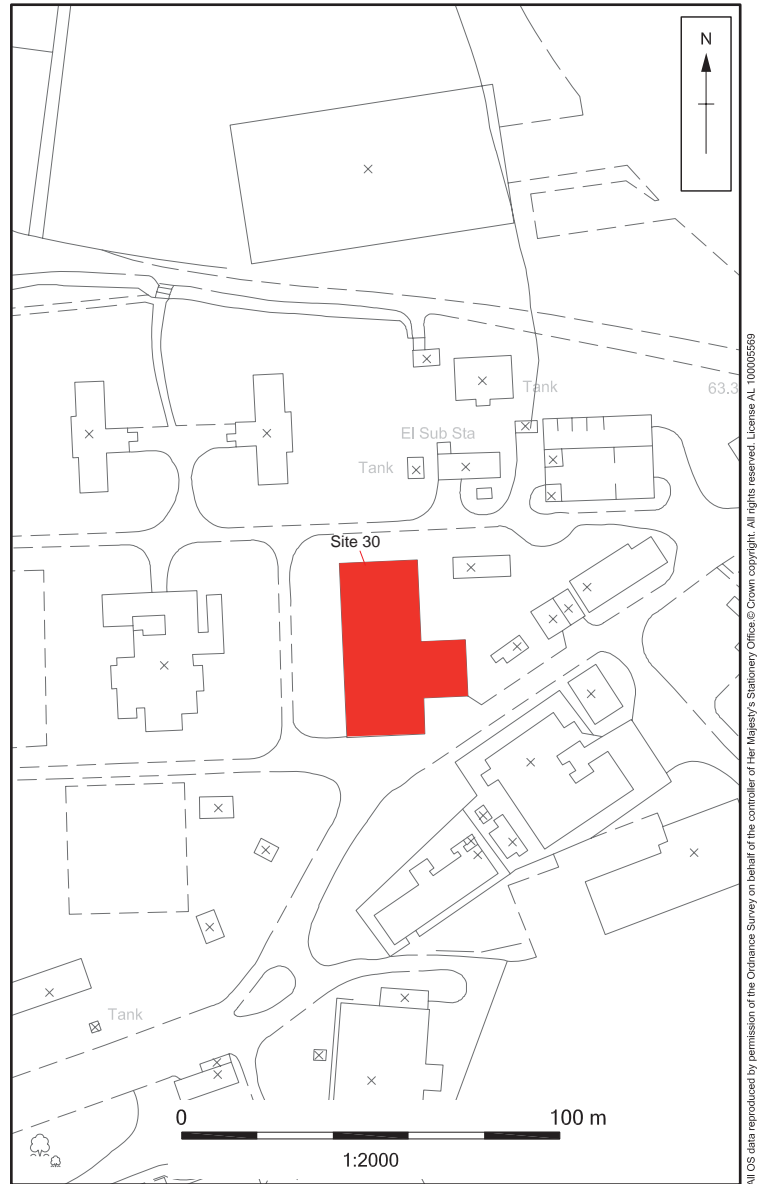 N
Tank
63.3
El Sub Sta
Tank
Site 30
Tank
0 100 m
1:2000
All OS data reproduced by permission of the Ordnance Survey on behalf of the controller of Her Majesty's Stationery Office.© Crown copyright. All rights reserved. License AL 100005569